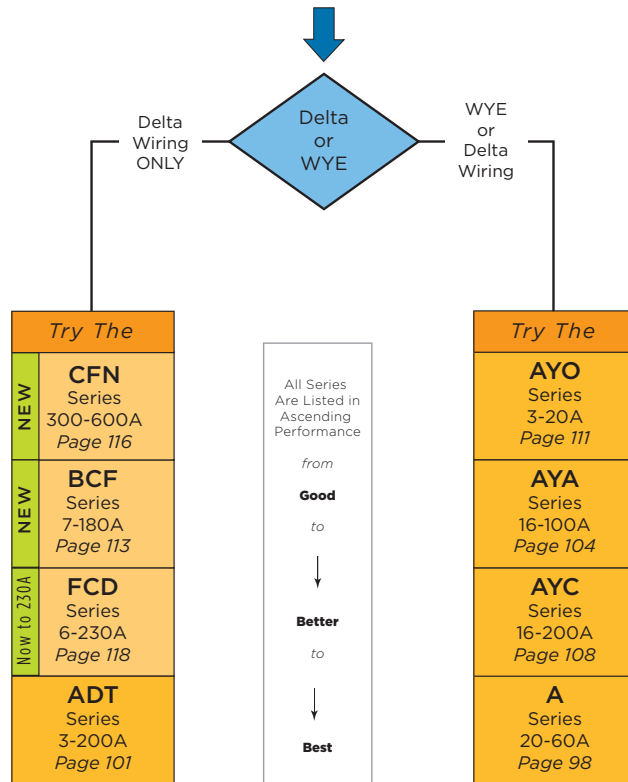 Delta
or
WYE
Delta
Wiring
ONLY
WYE
or
Delta
Wiring
Try The
NEW
CFN
Series
300-600A
Page 116
NEW
BCF
Series
7-180A
Page 113
Now to 230A
FCD
Series
6-230A
Page 118
ADT
Series
3-200A
Page 101
All Series
Are Listed in
Ascending
Performance
from
Good
to
Better
to
Best
Try The
AYO
Series
3-20A
Page 111
AYA
Series
16-100A
Page 104
AYC
Series
16-200A
Page 108
A
Series
20-60A
Page 98